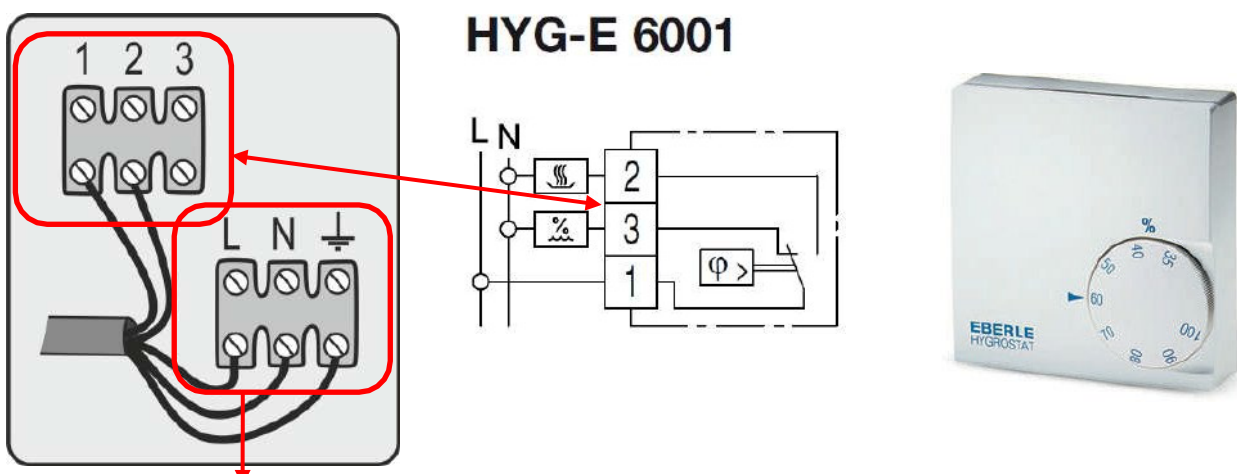 HYG-E 6001
1 2 3
L N
L N
2
3
1
%
φ >
%
35
40
50
60
70
80
90
100
EBERLE
HYGROSTAT